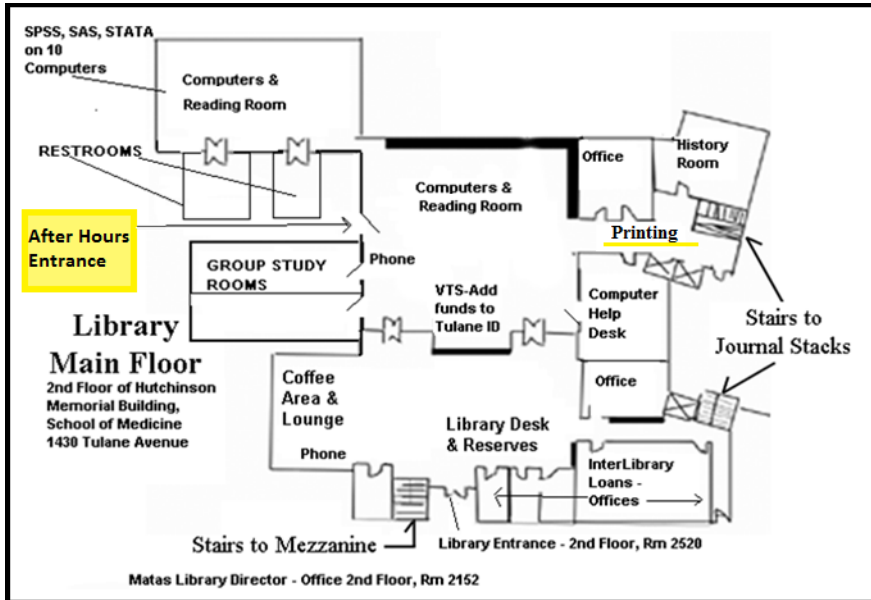 SPSS, SAS, STATA
on 10
Computers
Computers &
Reading Room
RESTROOMS
After Hours
Entrance
Computers &
Reading Room
Office
History
Room
Printing
GROUP STUDY
ROOMS
Phone
VTS-Add
funds to
Tulane ID
Computer
Help
Desk
Stairs to
Journal Stacks
Library
Main Floor
2nd Floor of Hutchinson
Memorial Building,
School of Medicine
1430 Tulane Avenue
Coffee
Area &
Lounge
Phone
Office
Library Desk
& Reserves
InterLibrary
Loans -
Offices
Stairs to Mezzanine
Library Entrance - 2nd Floor, Rm 2520
Matas Library Director - Office 2nd Floor, Rm 2152